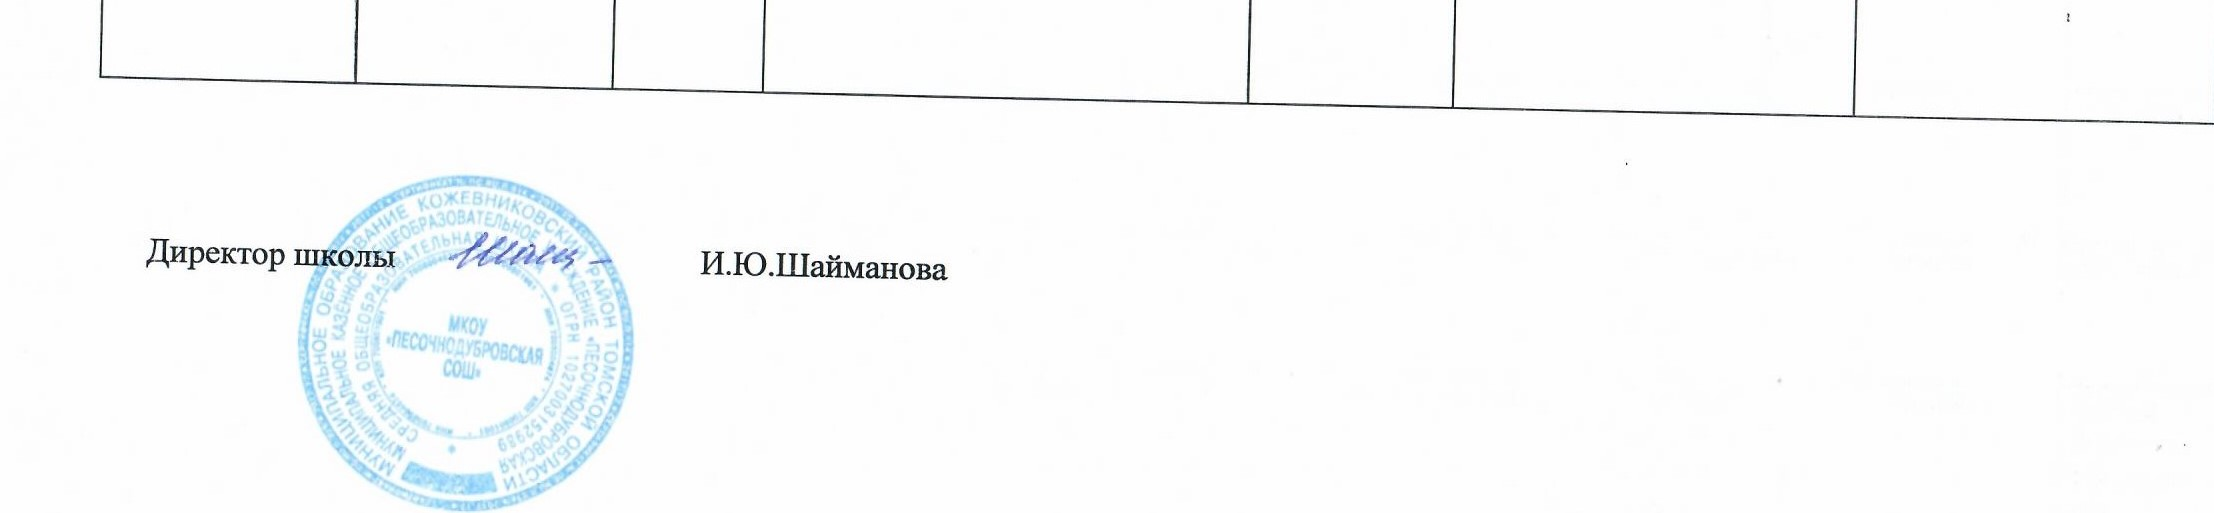 Директор школы И.Ю.Шайманова
МУНИЦИПАЛЬНОЕ ОБРАЗОВАНИЕ КОЖЕВНИКОВСКИЙ РАЙОН ТОМСКОЙ ОБЛАСТИ
МУНИЦИПАЛЬНОЕ КАЗЁННОЕ ОБЩЕОБРАЗОВАТЕЛЬНОЕ УЧРЕЖДЕНИЕ «ПЕСОЧНОДУБРОВСКАЯ
СРЕДНЯЯ ОБЩЕОБРАЗОВАТЕЛЬНАЯ * ОГРН 1027003152989
МКОУ
«ПЕСОЧНОДУБРОВСКАЯ
СОШ»